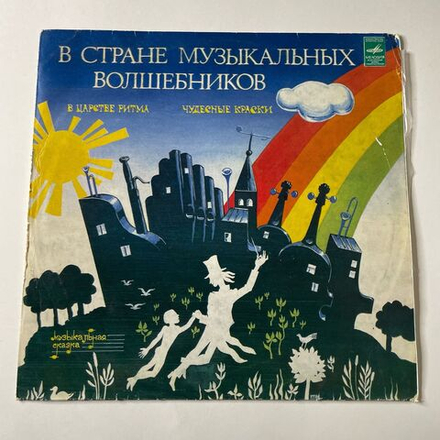 В СТРАНЕ МУЗЫКАЛЬНЫХ
ВОЛШЕБНИКОВ
В ЦАРСТВЕ РИТМА
ЧУДЕСНЫЕ КРАСКИ
Музыкальная
сказка